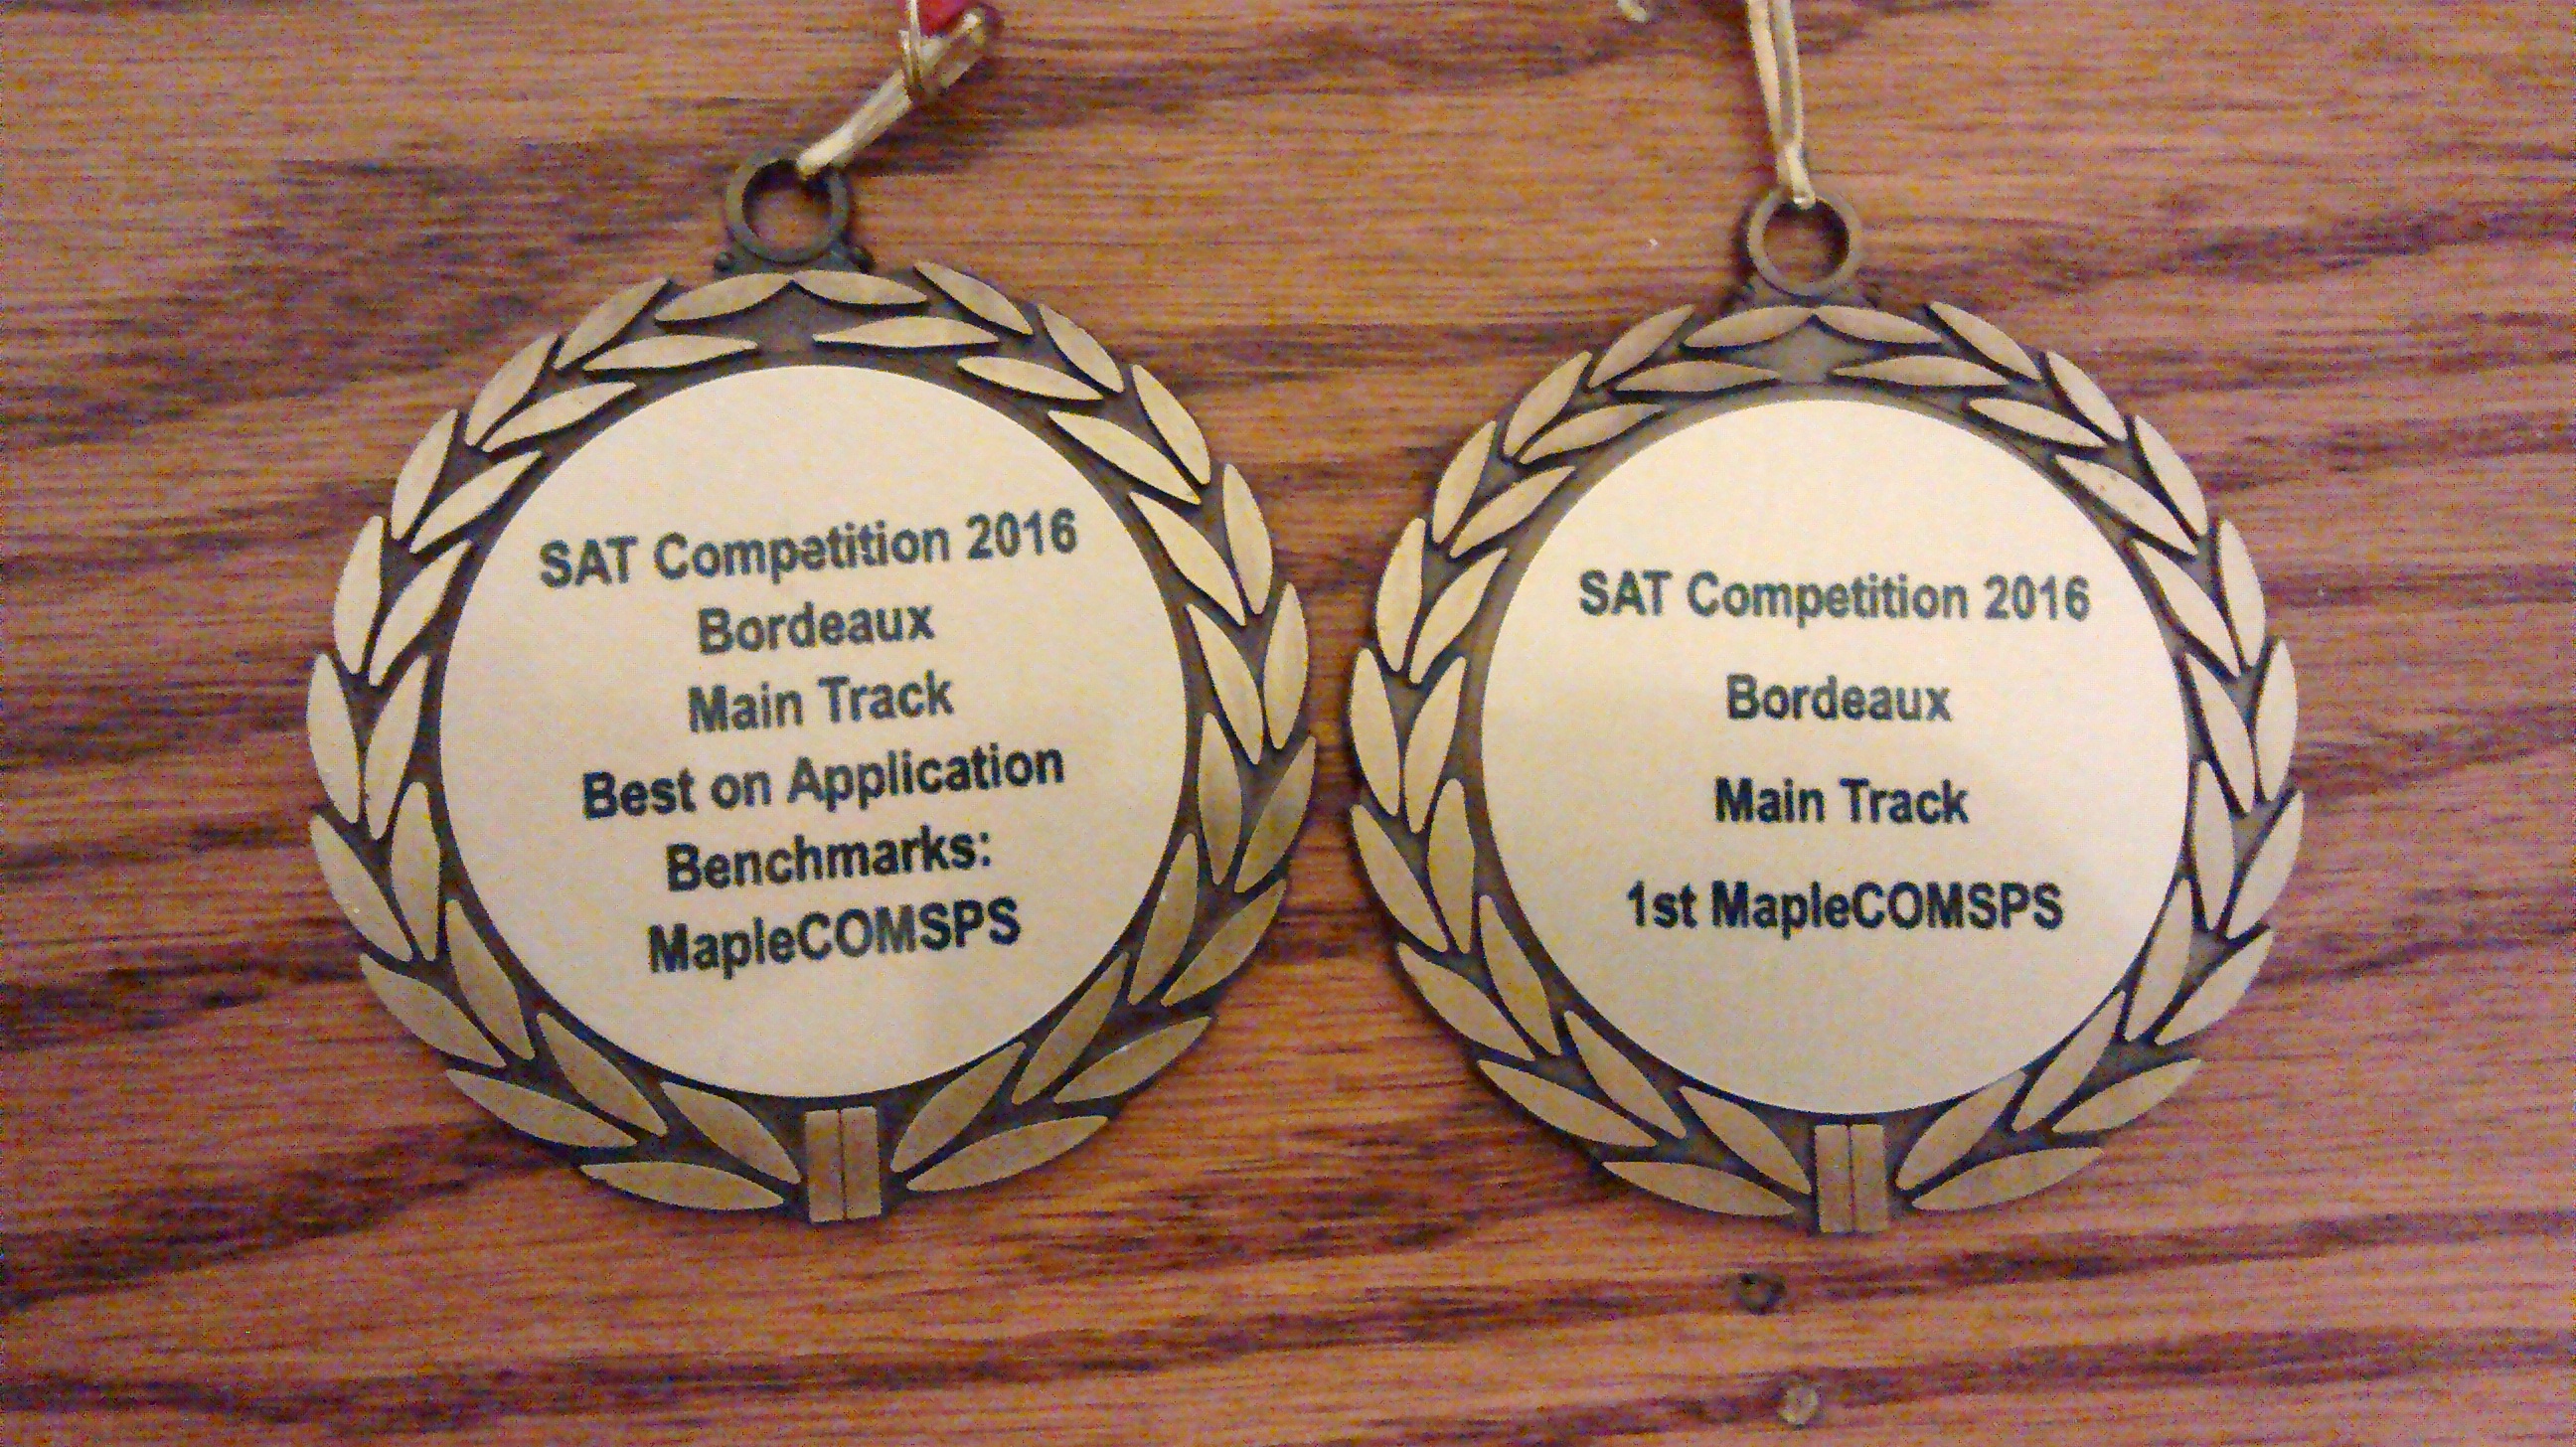 SAT Competition 2016
Bordeaux
Main Track
Best on Application
Benchmarks:
MapleCOMSPS
SAT Competition 2016
Bordeaux
Main Track
1st MapleCOMSPS